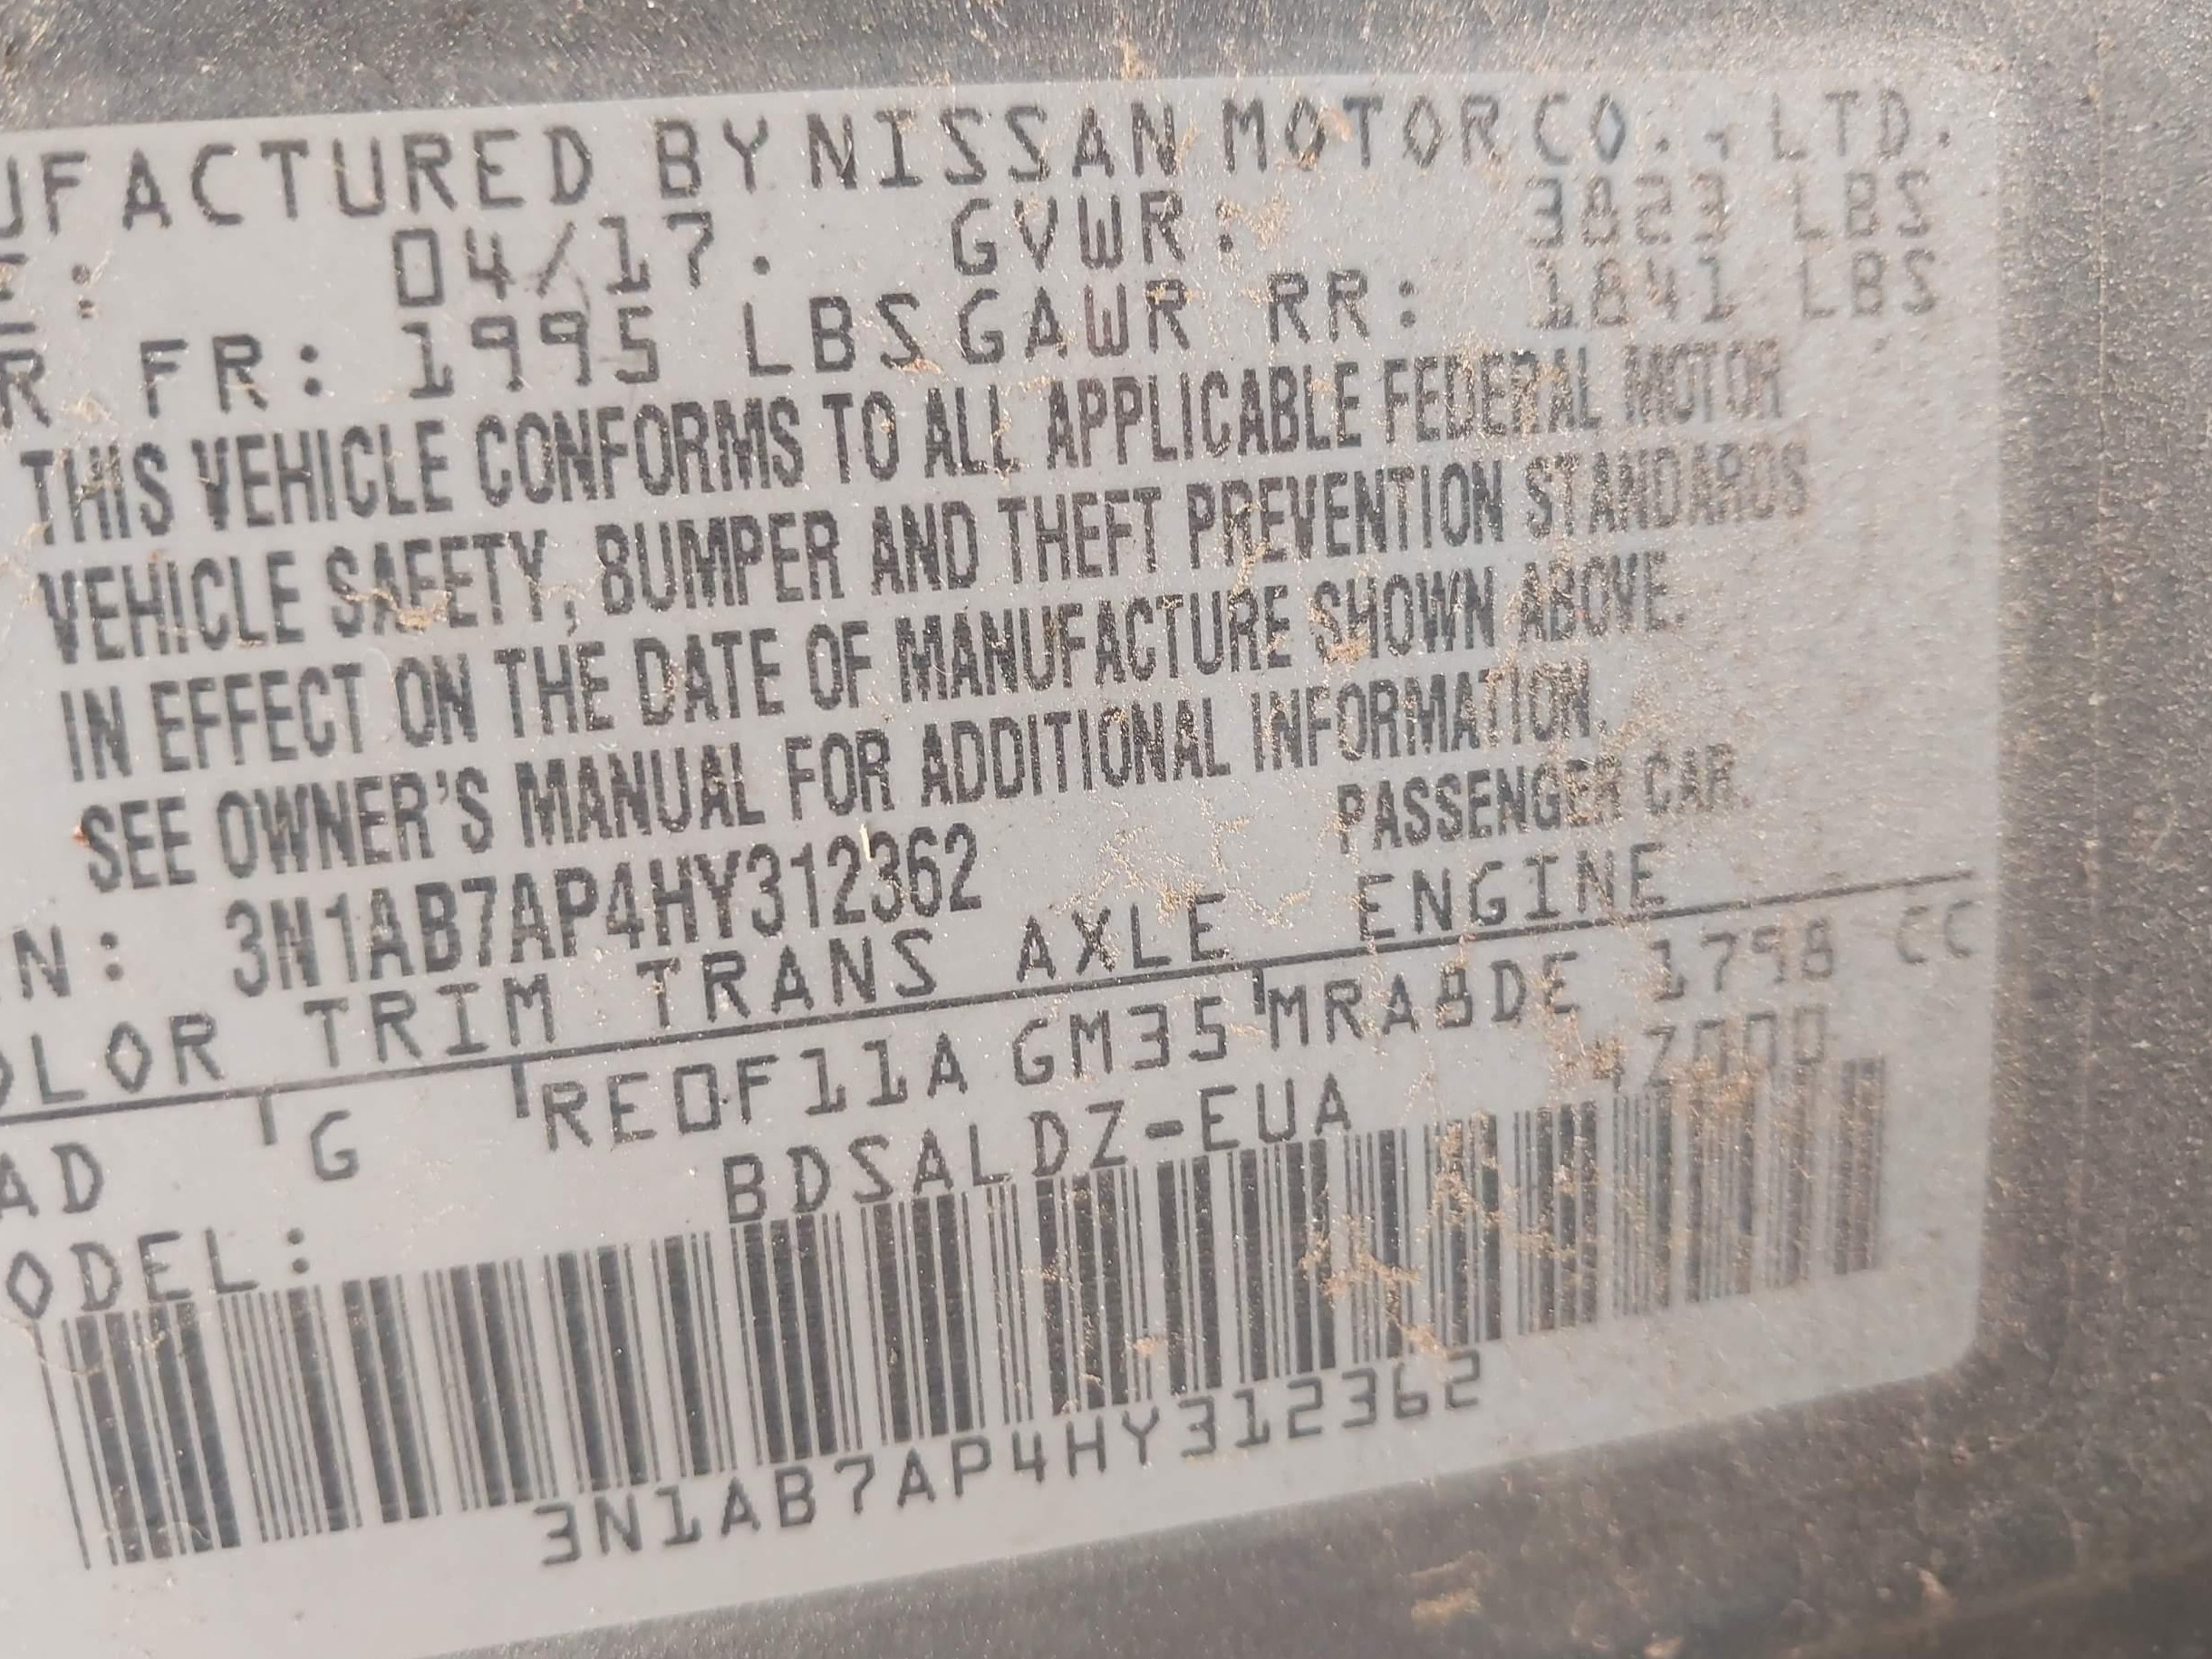 UFACTURED BY NISSAN MOTOR CO., LTD.
E: 04/17. GVWR: 3823 LBS
R FR: 1995 LBS GAWR RR: 1841 LBS
THIS VEHICLE CONFORMS TO ALL APPLICABLE FEDERAL MOTOR
VEHICLE SAFETY, BUMPER AND THEFT PREVENTION STANDARDS
IN EFFECT ON THE DATE OF MANUFACTURE SHOWN ABOVE.
SEE OWNER'S MANUAL FOR ADDITIONAL INFORMATION.
N: 3N1AB7AP4HY312362 PASSENGER CAR.
OLOR TRIM TRANS AXLE ENGINE
AD G RE0F11A GM35 MRA8DE 1798 CC
ODEL: BDSALDZ-EUA -4Z000
3N1AB7AP4HY312362